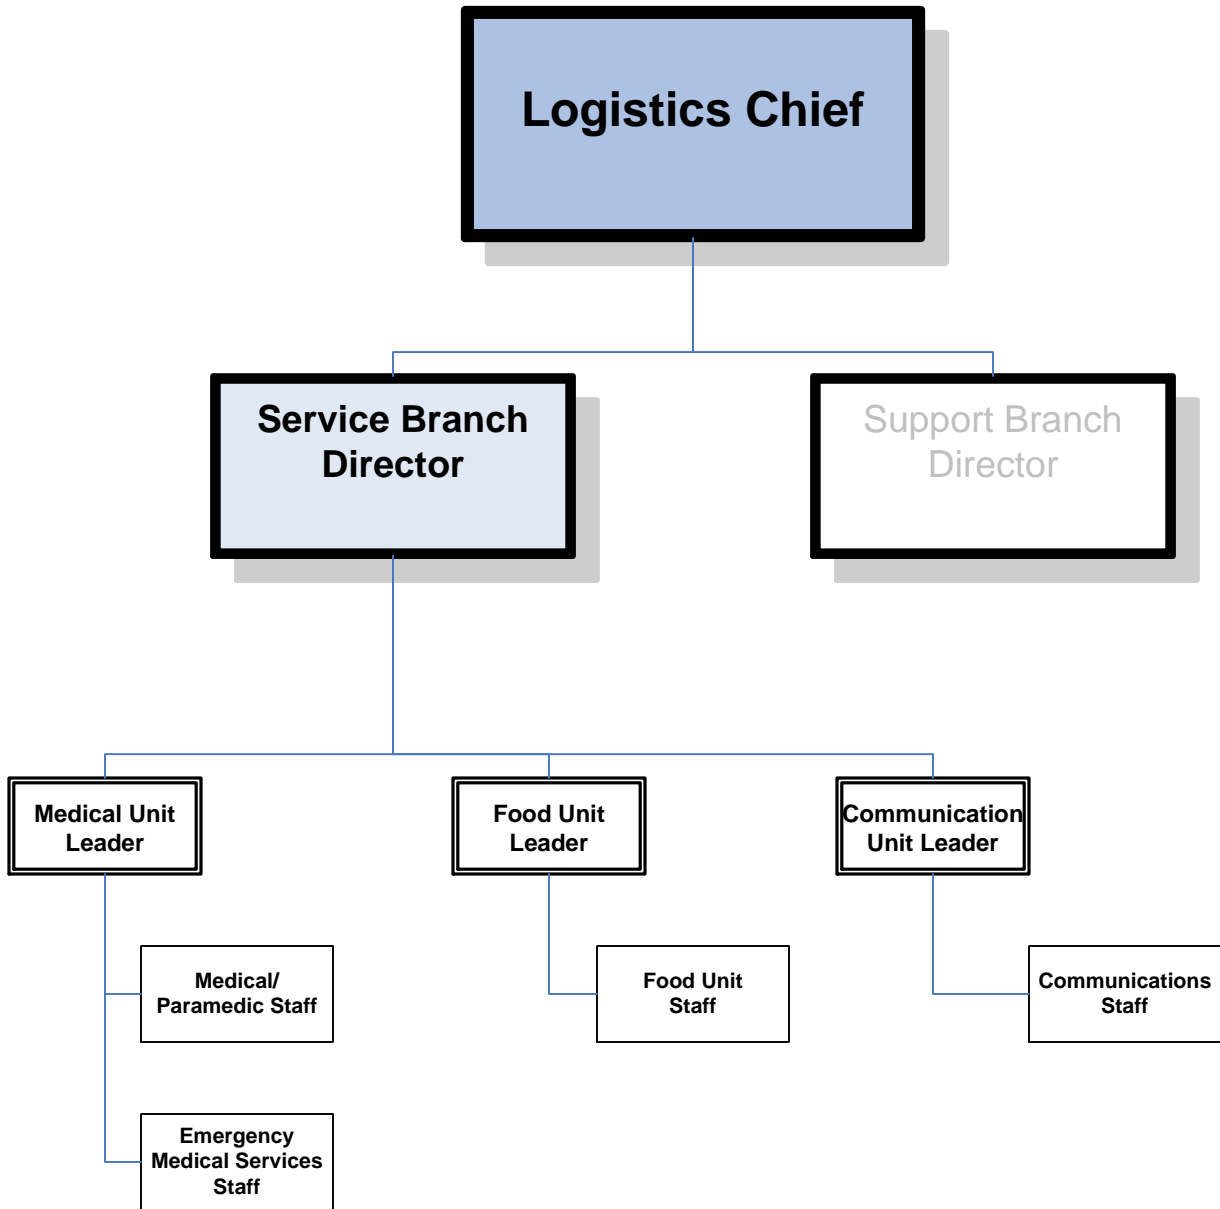 Logistics Chief
Service Branch
Director
Support Branch
Director
Medical Unit
Leader
Food Unit
Leader
Communication
Unit Leader
Medical/
Paramedic Staff
Food Unit
Staff
Communications
Staff
Emergency
Medical Services
Staff